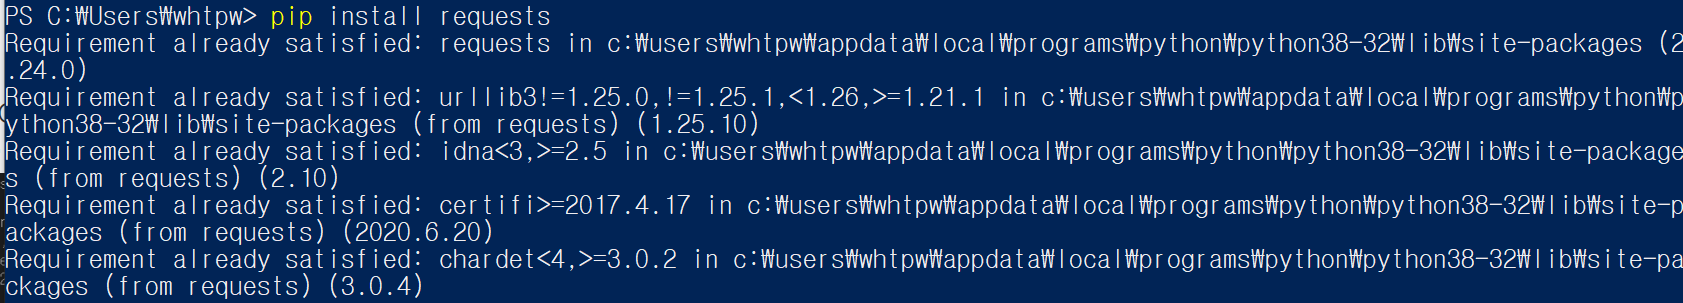 PS C:₩Users₩whtpw> pip install requests
Requirement already satisfied: requests in c:₩users₩whtpw₩appdata₩local₩programs₩python₩python38-32₩lib₩site-packages (2
.24.0)
Requirement already satisfied: urllib3!=1.25.0,!=1.25.1,<1.26,>=1.21.1 in c:₩users₩whtpw₩appdata₩local₩programs₩python₩p
ython38-32₩lib₩site-packages (from requests) (1.25.10)
Requirement already satisfied: idna<3,>=2.5 in c:₩users₩whtpw₩appdata₩local₩programs₩python₩python38-32₩lib₩site-package
s (from requests) (2.10)
Requirement already satisfied: certifi>=2017.4.17 in c:₩users₩whtpw₩appdata₩local₩programs₩python₩python38-32₩lib₩site-p
ackages (from requests) (2020.6.20)
Requirement already satisfied: chardet<4,>=3.0.2 in c:₩users₩whtpw₩appdata₩local₩programs₩python₩python38-32₩lib₩site-pa
ckages (from requests) (3.0.4)